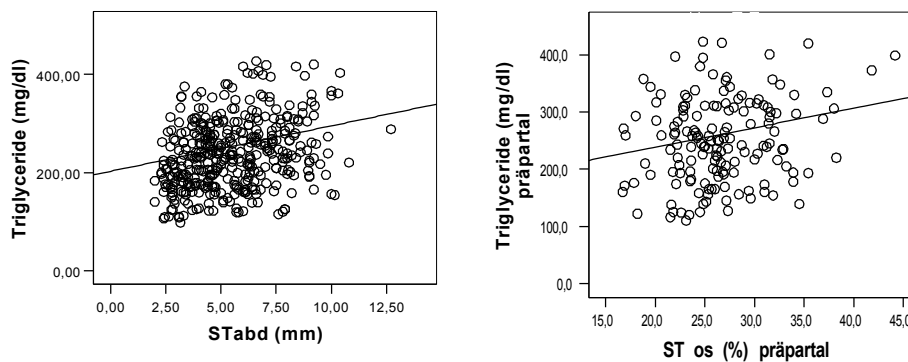 Triglyceride (mg/dl)
400,00
200,00
0,00
0,00 2,50 5,00 7,50 10,00 12,50
STabd (mm)
Triglyceride (mg/dl)
präpartal
400,0
300,0
200,0
100,0
0,0
15,0 20,0 25,0 30,0 35,0 40,0 45,0
ST os (%) präpartal